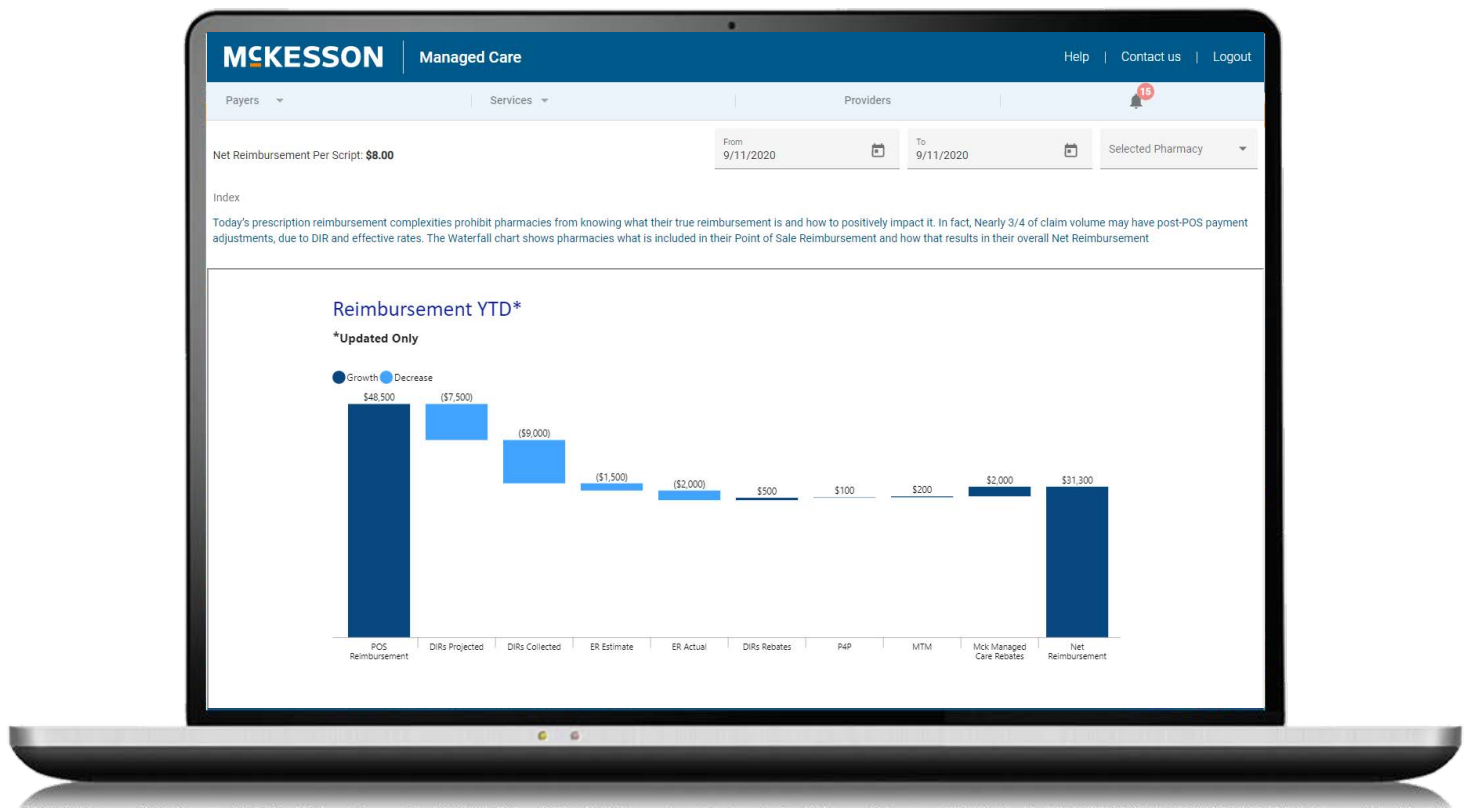 MCKESSON
Managed Care
Help | Contact us | Logout
Payers
Services
Providers
15
Net Reimbursement Per Script: $8.00
From
9/11/2020
To
9/11/2020
Selected Pharmacy
Index
Today's prescription reimbursement complexities prohibit pharmacies from knowing what their true reimbursement is and how to positively impact it. In fact, Nearly 3/4 of claim volume may have post-POS payment
adjustments, due to DIR and effective rates. The Waterfall chart shows pharmacies what is included in their Point of Sale Reimbursement and how that results in their overall Net Reimbursement
Reimbursement YTD*
*Updated Only
Growth Decrease
$48,500
($7,500)
($9,000)
($1,500)
($2,000)
$500
$100
$200
$2,000
$31,300
POS
Reimbursement
DIRs Projected
DIRs Collected
ER Estimate
ER Actual
DIRs Rebates
P4P
MTM
Mck Managed
Care Rebates
Net
Reimbursement